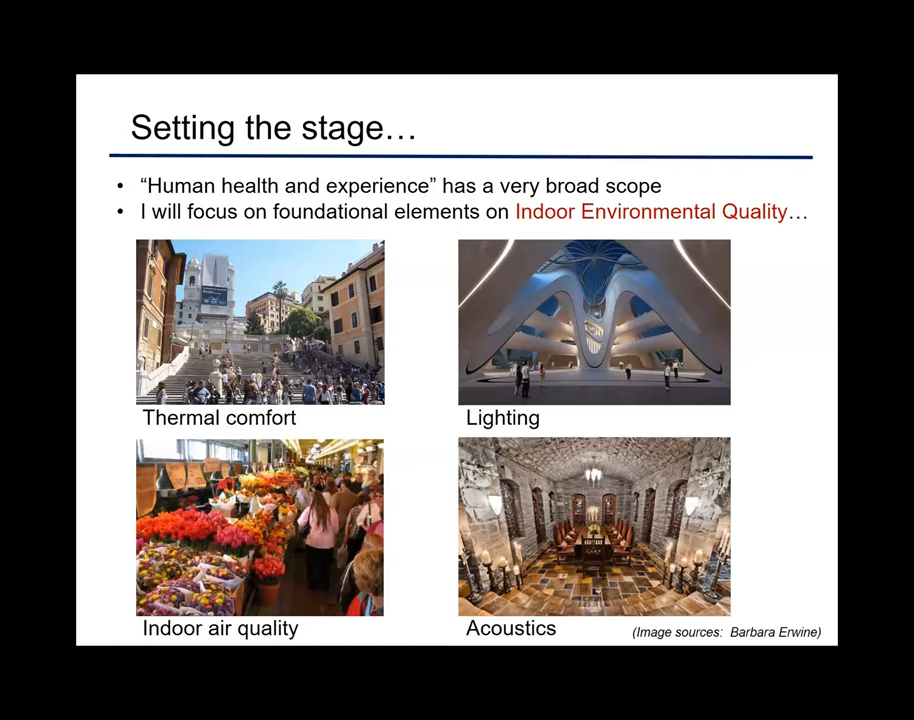 Setting the stage…
• “Human health and experience” has a very broad scope
• I will focus on foundational elements on Indoor Environmental Quality…
Thermal comfort
Lighting
Indoor air quality
Acoustics
(Image sources: Barbara Erwine)